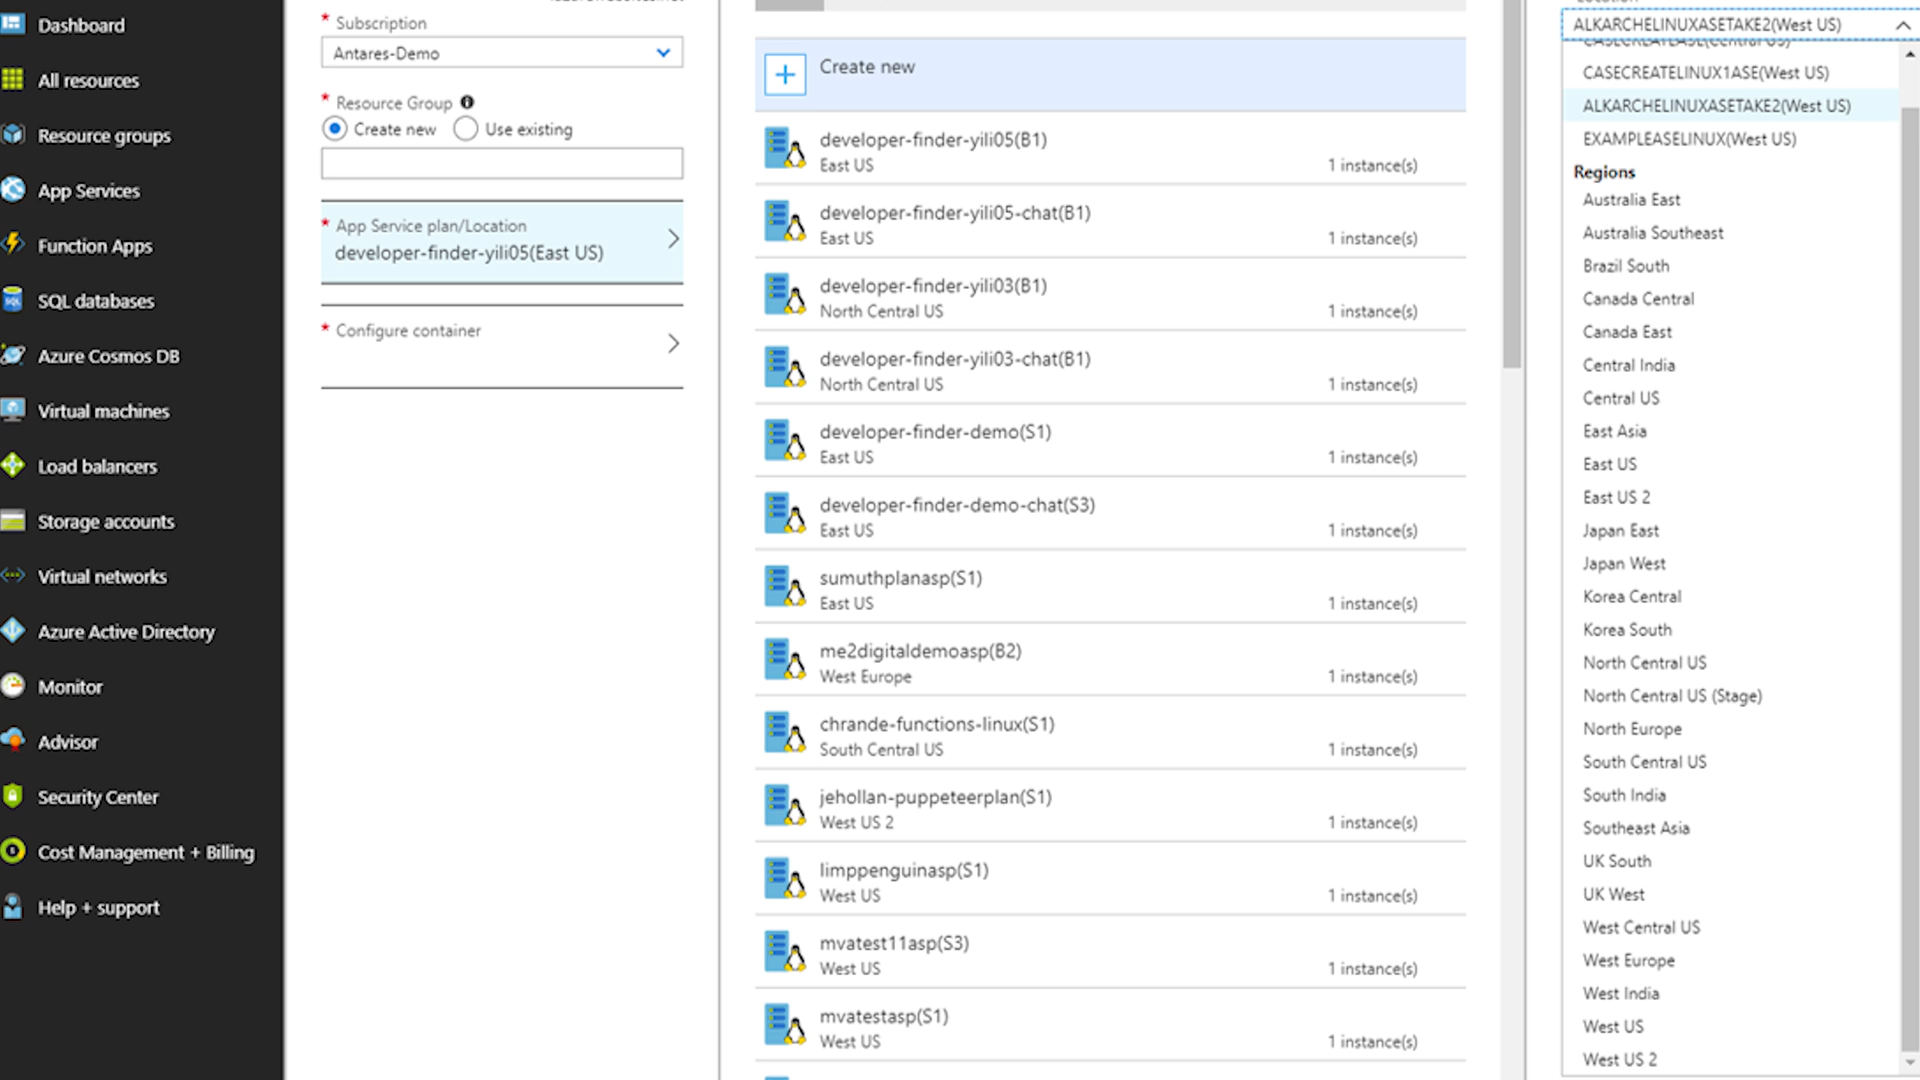 Dashboard
All resources
Resource groups
App Services
Function Apps
SQL databases
Azure Cosmos DB
Virtual machines
Load balancers
Storage accounts
Virtual networks
Azure Active Directory
Monitor
Advisor
Security Center
Cost Management + Billing
Help + support
* Subscription
Antares-Demo
* Resource Group
Create new
Use existing
* App Service plan/Location
developer-finder-yili05(East US)
* Configure container
Create new
developer-finder-yili05(B1)
East US
1 instance(s)
developer-finder-yili05-chat(B1)
East US
1 instance(s)
developer-finder-yili03(B1)
North Central US
1 instance(s)
developer-finder-yili03-chat(B1)
North Central US
1 instance(s)
developer-finder-demo(S1)
East US
1 instance(s)
developer-finder-demo-chat(S3)
East US
1 instance(s)
sumuthplanasp(S1)
East US
1 instance(s)
me2digitaldemoasp(B2)
West Europe
1 instance(s)
chrande-functions-linux(S1)
South Central US
1 instance(s)
jehollan-puppeteerplan(S1)
West US 2
1 instance(s)
limppenguinasp(S1)
West US
1 instance(s)
mvatest11asp(S3)
West US
1 instance(s)
mvatestasp(S1)
West US
1 instance(s)
ALKARCHELINUXASETAKE2(West US)
CASECREATELINUX1ASE(West US)
ALKARCHELINUXASETAKE2(West US)
EXAMPLEASELINUX(West US)
Regions
Australia East
Australia Southeast
Brazil South
Canada Central
Canada East
Central India
Central US
East Asia
East US
East US 2
Japan East
Japan West
Korea Central
Korea South
North Central US
North Central US (Stage)
North Europe
South Central US
South India
Southeast Asia
UK South
UK West
West Central US
West Europe
West India
West US
West US 2